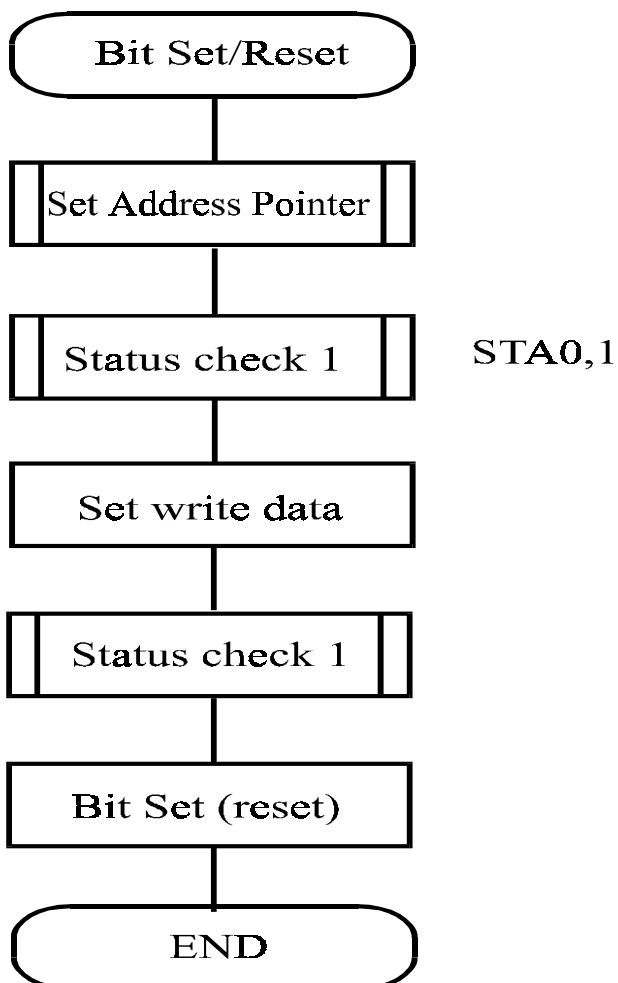 Bit Set/Reset
Set Address Pointer
Status check 1
STA0,1
Set write data
Status check 1
Bit Set (reset)
END